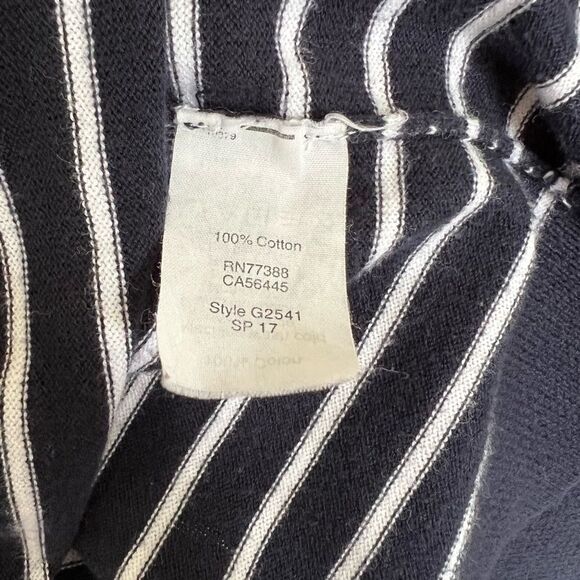 100% Cotton
RN77388
CA56445
Style G2541
SP 17